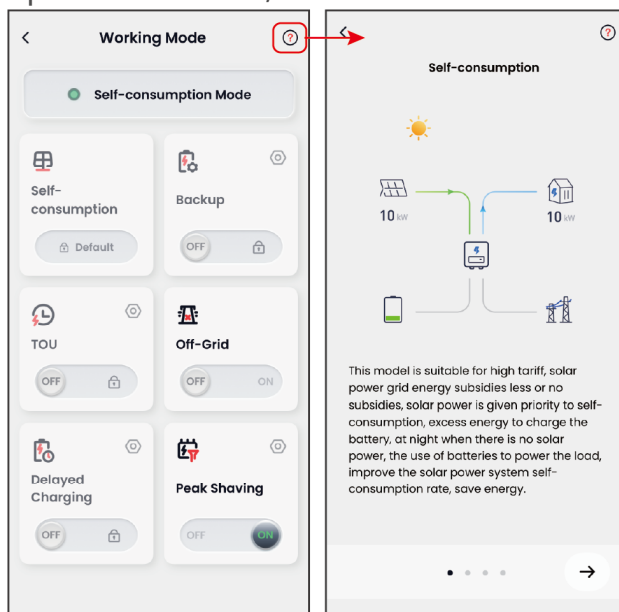 Working Mode
Self-consumption Mode
Self-
consumption
Default
Backup
OFF
TOU
OFF
Off-Grid
OFF ON
Delayed
Charging
OFF
Peak Shaving
OFF ON
Self-consumption
10 kW
10 kW
This model is suitable for high tariff, solar
power grid energy subsidies less or no
subsidies, solar power is given priority to self-
consumption, excess energy to charge the
battery, at night when there is no solar
power, the use of batteries to power the load,
improve the solar power system self-
consumption rate, save energy.